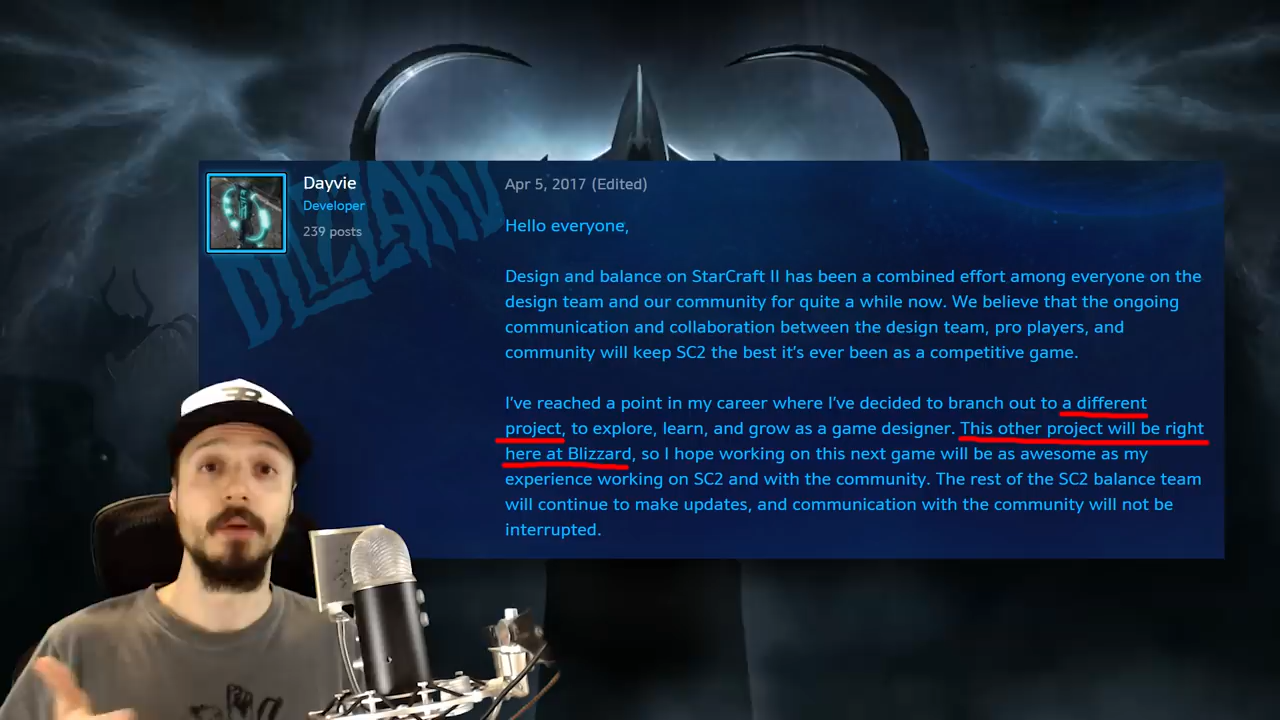 BLIZZARD
Dayvie
Developer
239 posts
Apr 5, 2017 (Edited)
Hello everyone,
Design and balance on StarCraft II has been a combined effort among everyone on the
design team and our community for quite a while now. We believe that the ongoing
communication and collaboration between the design team, pro players, and
community will keep SC2 the best it's ever been as a competitive game.
I've reached a point in my career where I've decided to branch out to a different
project, to explore, learn, and grow as a game designer. This other project will be right
here at Blizzard, so I hope working on this next game will be as awesome as my
experience working on SC2 and with the community. The rest of the SC2 balance team
will continue to make updates, and communication with the community will not be
interrupted.